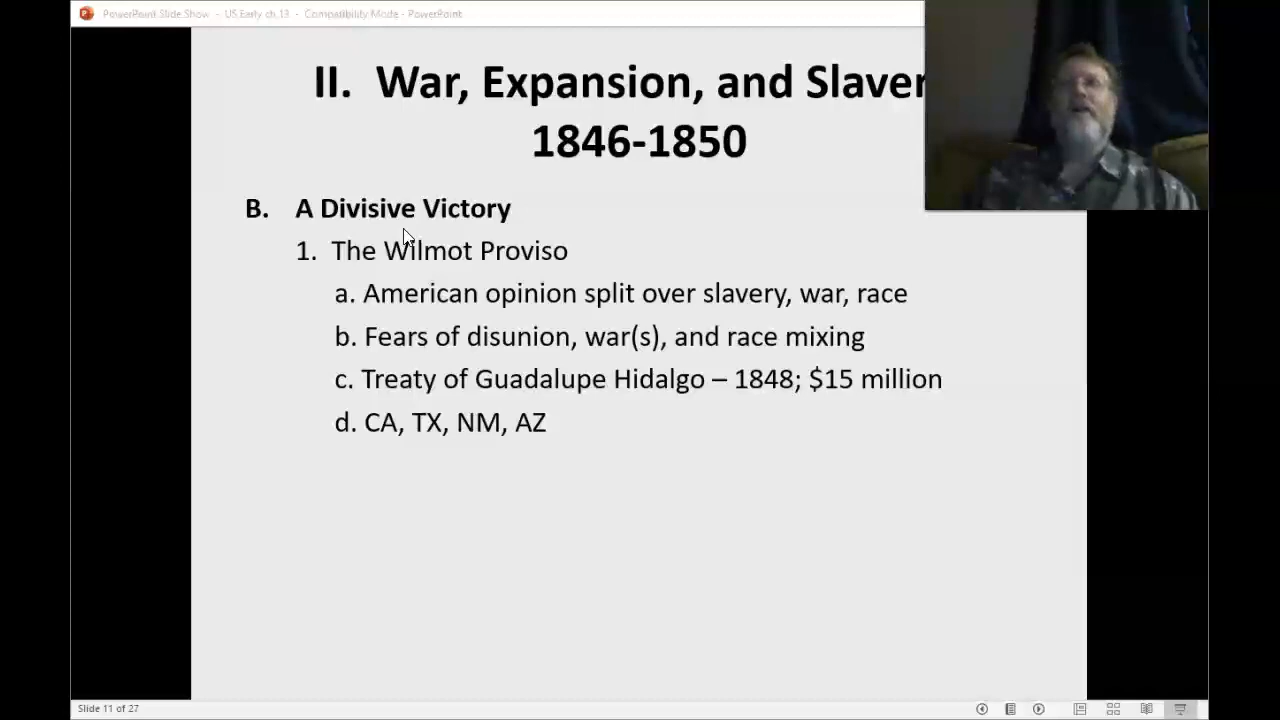 PowerPoint Slide Show - US Early ch 13 - Compatibility Mode - PowerPoint
II. War, Expansion, and Slaver
1846-1850
B. A Divisive Victory
1. The Wilmot Proviso
a. American opinion split over slavery, war, race
b. Fears of disunion, war(s), and race mixing
c. Treaty of Guadalupe Hidalgo – 1848; $15 million
d. CA, TX, NM, AZ
Slide 11 of 27